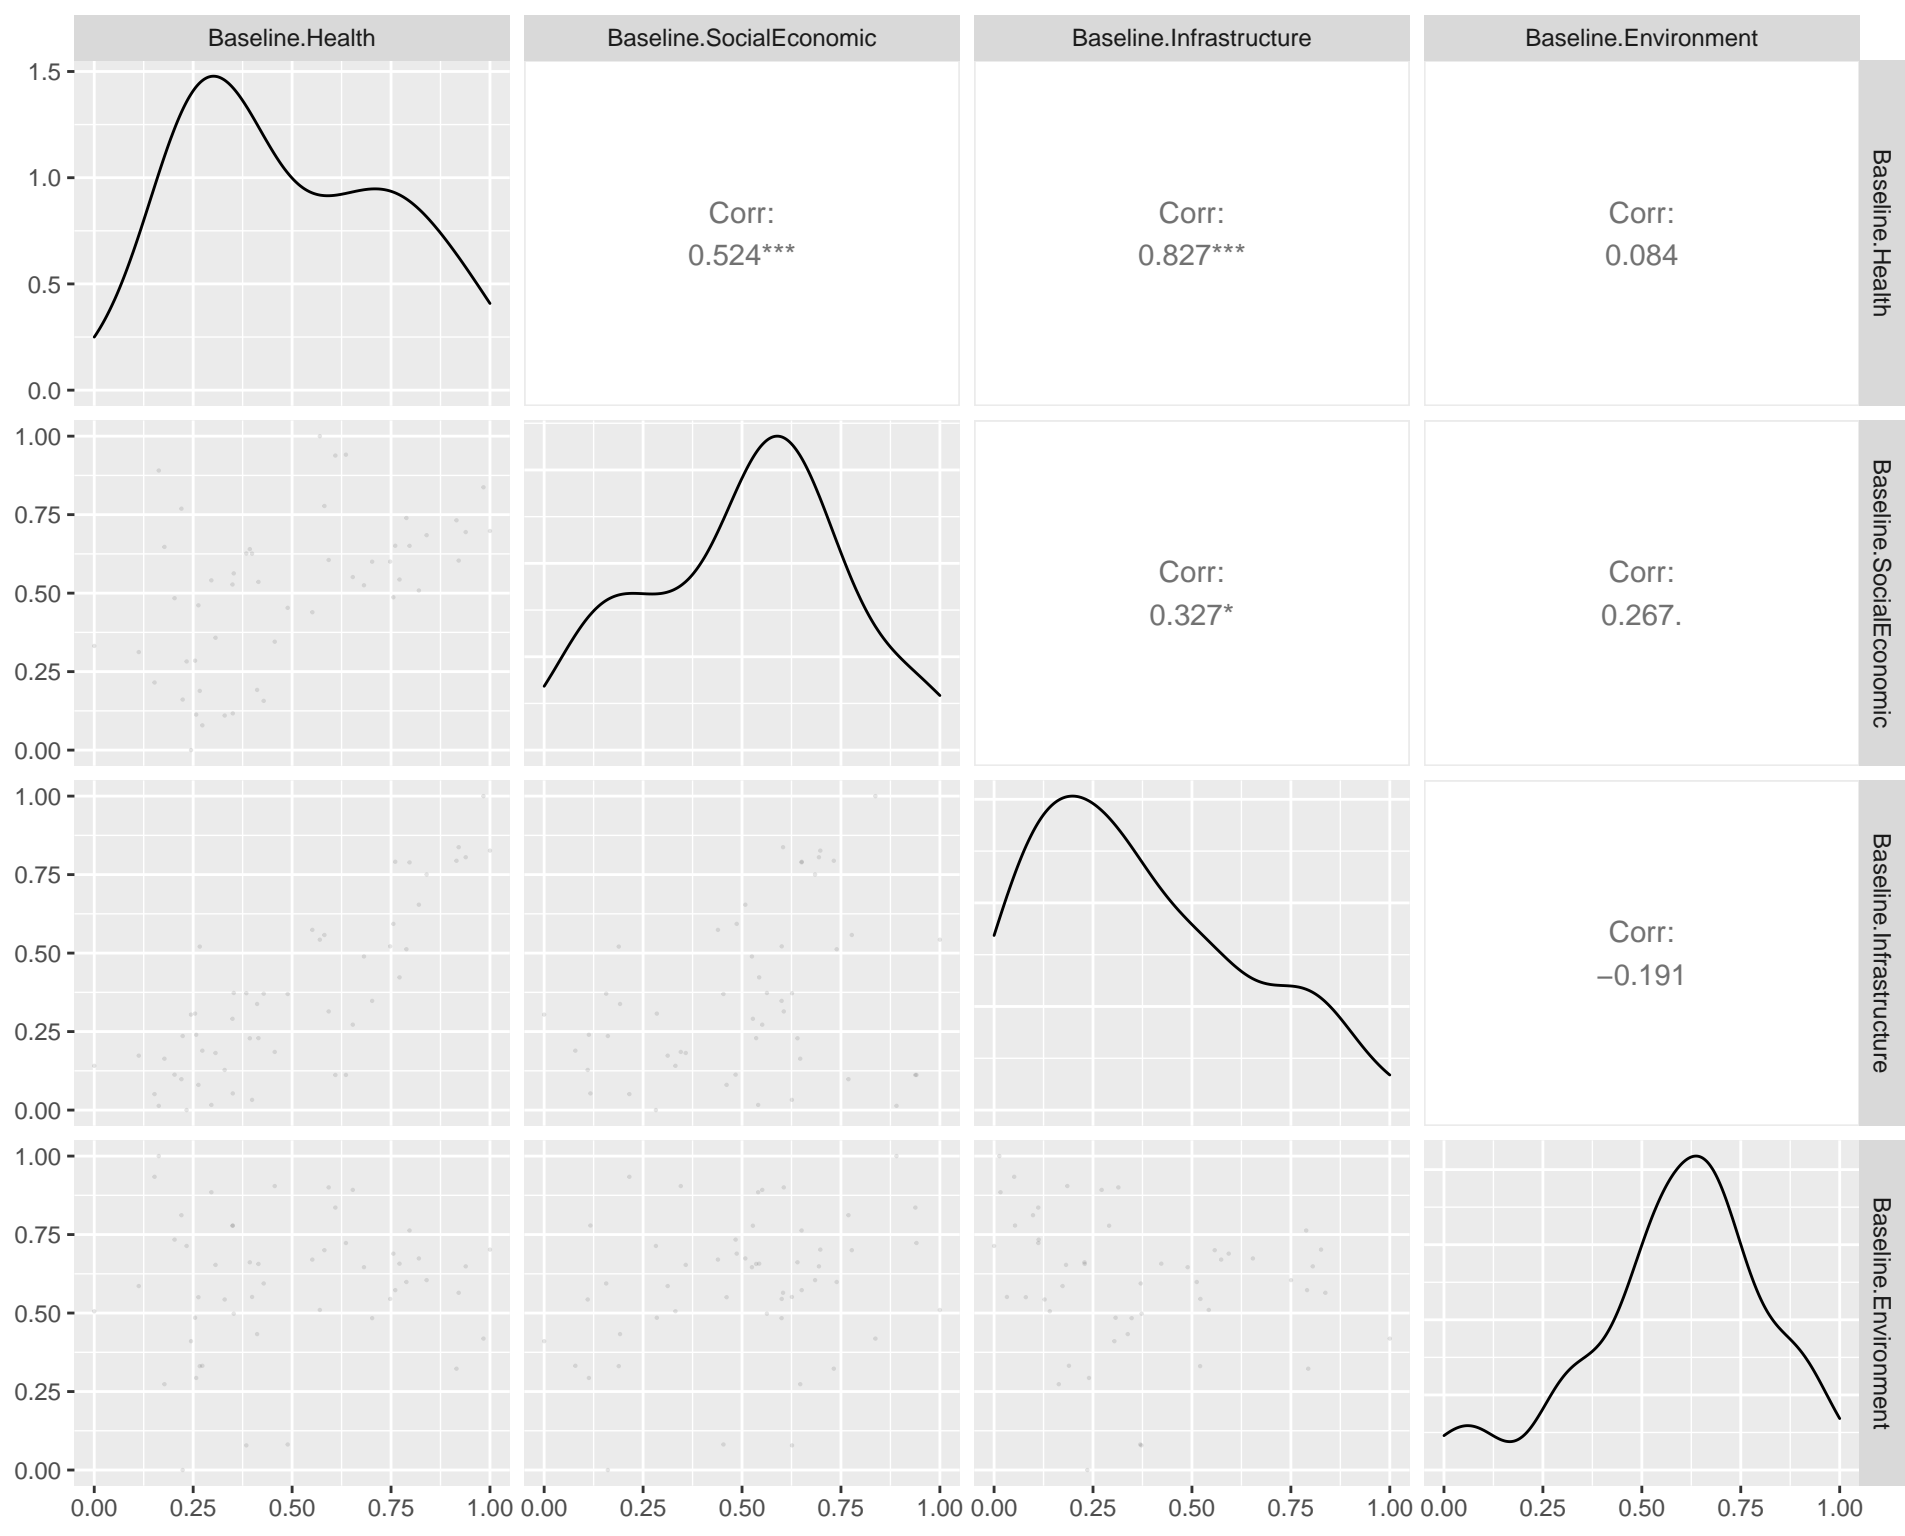 Baseline.Health Baseline.SocialEconomic Baseline.Infrastructure Baseline.Environment
1.5
1.0
0.5
0.0
Corr:
0.524***
Corr:
0.827***
Corr:
0.084
Baseline.Health
1.00
0.75
0.50
0.25
0.00
Corr:
0.327*
Corr:
0.267.
Baseline.SocialEconomic
1.00
0.75
0.50
0.25
0.00
Corr:
−0.191
Baseline.Infrastructure
1.00
0.75
0.50
0.25
0.00
Baseline.Environment
0.00 0.25 0.50 0.75 1.00 0.00 0.25 0.50 0.75 1.00 0.00 0.25 0.50 0.75 1.00 0.00 0.25 0.50 0.75 1.00